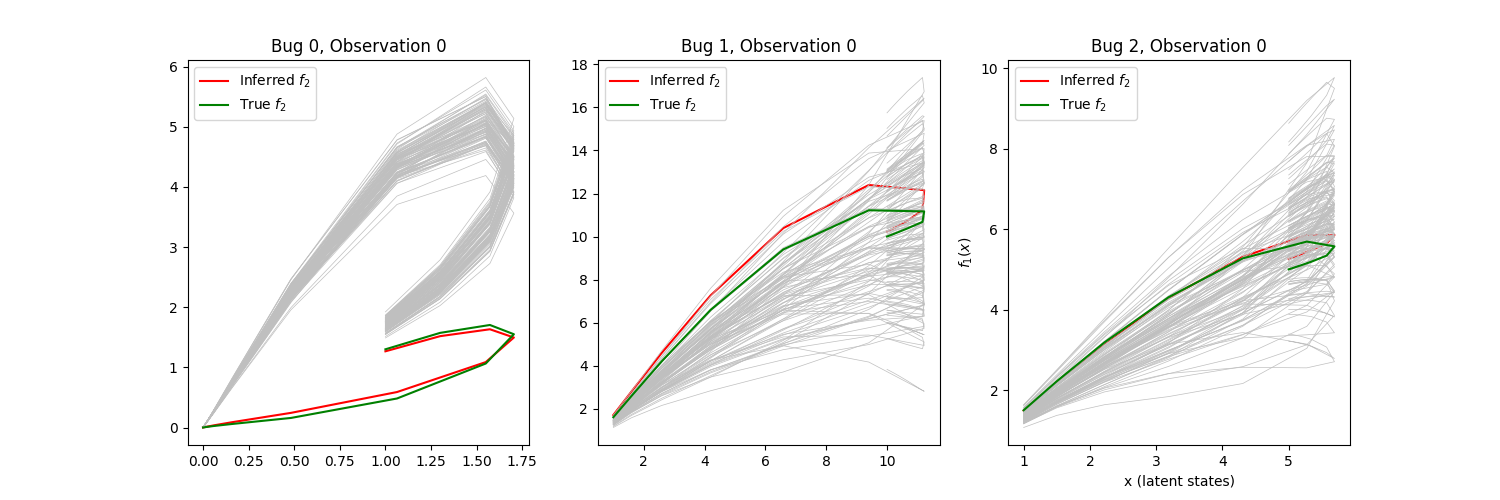 Bug 0, Observation 0
Inferred f2
True f2
6
5
4
3
2
1
0
0.00 0.25 0.50 0.75 1.00 1.25 1.50 1.75
Bug 1, Observation 0
Inferred f2
True f2
18
16
14
12
10
8
6
4
2
2 4 6 8 10
Bug 2, Observation 0
Inferred f2
True f2
f1(x)
10
8
6
4
2
1 2 3 4 5
x (latent states)